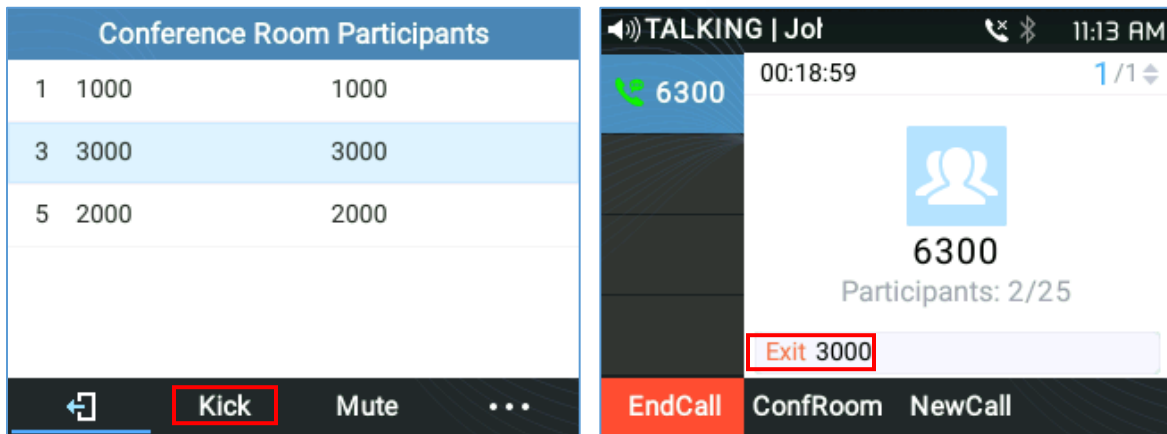 Conference Room Participants
1 1000 1000
3 3000 3000
5 2000 2000
Kick Mute ...
TALKING | Joh 11:13 AM
6300
00:18:59 1/1
6300
Participants: 2/25
Exit 3000
EndCall ConfRoom NewCall